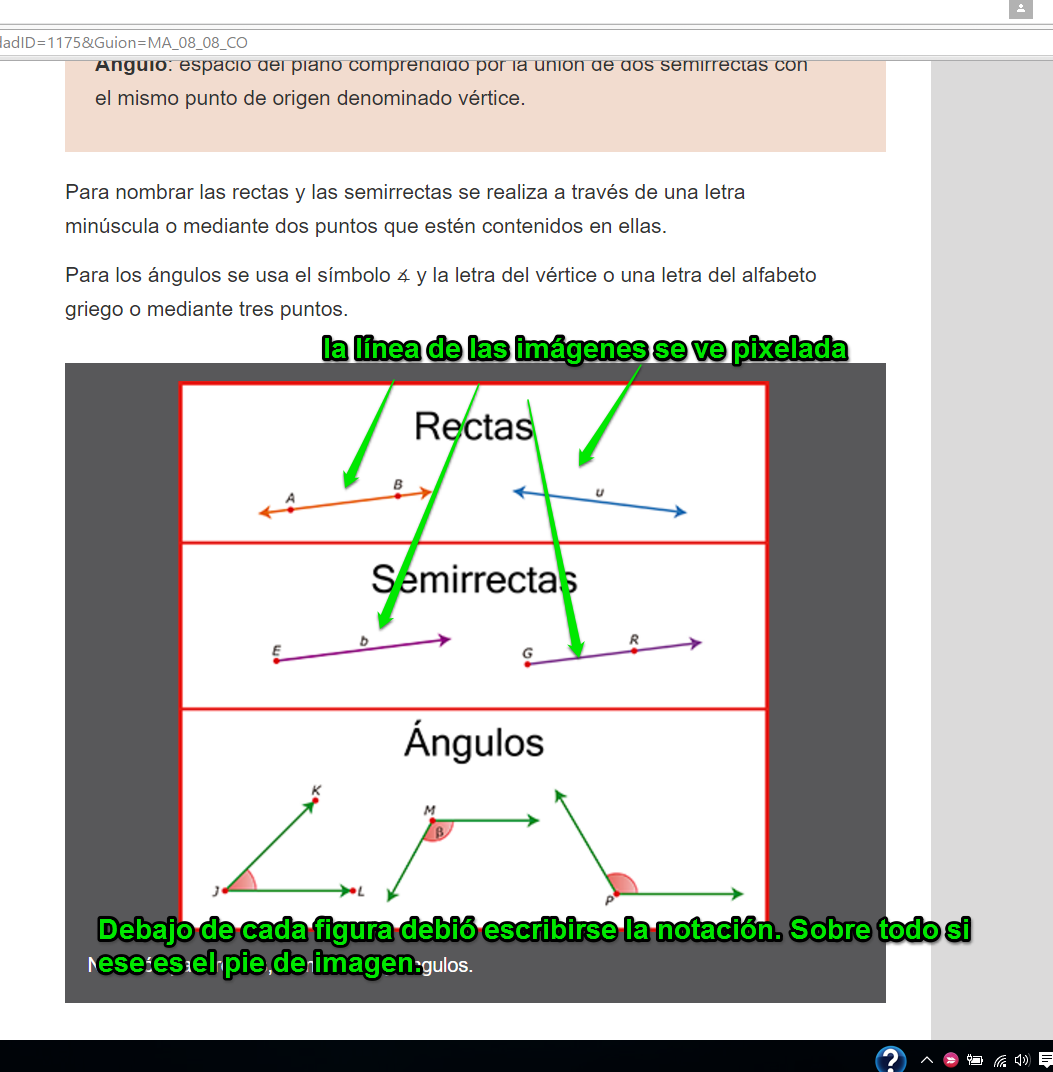 dadID=1175&Guion=MA_08_08_CO
Ángulo: espacio del plano comprendido por la unión de dos semirrectas con
el mismo punto de origen denominado vértice.
Para nombrar las rectas y las semirrectas se realiza a través de una letra
minúscula o mediante dos puntos que estén contenidos en ellas.
Para los ángulos se usa el símbolo ∡ y la letra del vértice o una letra del alfabeto
griego o mediante tres puntos.
la línea de las imágenes se ve pixelada
Rectas
A B u
Semirrectas
E b G R
Ángulos
K
M
β
J L P
Debajo de cada figura debió escribirse la notación. Sobre todo si
ese es el pie de imagen.
ngulos.